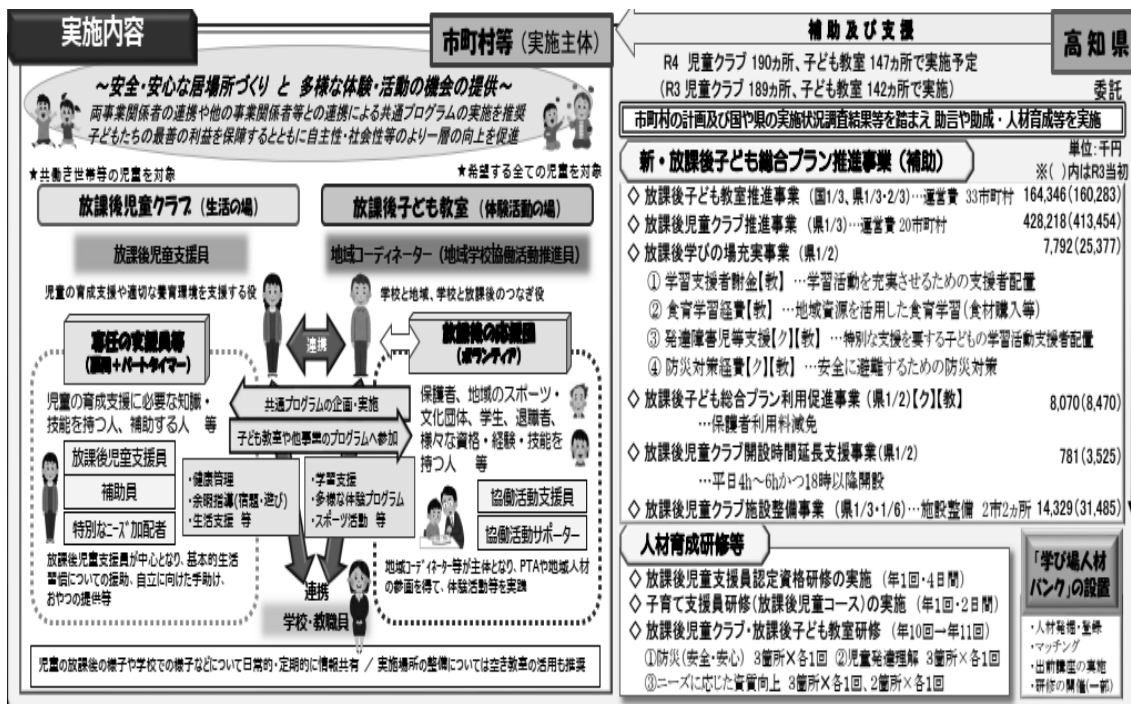 実施内容
市町村等(実施主体)
～安全・安心な居場所づくり と 多様な体験・活動の機会の提供～
両事業関係者の連携や他の事業関係者等との連携による共通プログラムの実施を推奨
子どもたちの最善の利益を保障するとともに自主性・社会性等のより一層の向上を促進
★共働き世帯等の児童を対象
★希望する全ての児童を対象
放課後児童クラブ(生活の場)
放課後子ども教室(体験活動の場)
放課後児童支援員
地域コーディネーター(地域学校協働活動推進員)
児童の育成支援や適切な養育環境を支援する役
学校と地域、学校と放課後のつなぎ役
連携
専任の支援員等
(雇用+パートタイマー)
放課後の応援団
(ボランティア)
児童の育成支援に必要な知識・
技能を持つ人、補助する人 等
共通プログラムの企画・実施
子ども教室や他事業のプログラムへ参加
保護者、地域のスポーツ・
文化団体、学生、退職者、
様々な資格・経験・技能を
持つ人 等
放課後児童支援員
補助員
特別なニーズ加配者
・健康管理
・余暇指導(宿題・遊び)
・生活支援 等
・学習支援
・多様な体験プログラム
・スポーツ活動 等
協働活動支援員
協働活動サポーター
放課後児童支援員が中心となり、基本的生活
習慣についての援助、自立に向けた手助け、
おやつの提供等
地域コーディネーター等が主体となり、PTAや地域人材
の参画を得て、体験活動等を実践
連携
学校・教職員
児童の放課後の様子や学校での様子などについて日常的・定期的に情報共有 / 実施場所の整備については空き教室の活用も推奨
補助及び支援
高知県
R4 児童クラブ 190ヵ所、子ども教室 147ヵ所で実施予定
(R3 児童クラブ 189ヵ所、子ども教室 142ヵ所で実施)
委託
市町村の計画及び国や県の実施状況調査結果等を踏まえ 助言や助成・人材育成等を実施
新・放課後子ども総合プラン推進事業(補助)
単位:千円
※( )内はR3当初
◇ 放課後子ども教室推進事業 (国1/3、県1/3・2/3)…運営費 33市町村 164,346(160,283)
◇ 放課後児童クラブ推進事業 (県1/3)…運営費 20市町村 428,218(413,454)
◇ 放課後学びの場充実事業 (県1/2) 7,792(25,377)
① 学習支援者謝金【教】 …学習活動を充実させるための支援者配置
② 食育学習経費【教】 …地域資源を活用した食育学習(食材購入等)
③ 発達障害児等支援【ク】【教】 …特別な支援を要する子どもの学習活動支援者配置
④ 防災対策経費【ク】【教】 …安全に避難するための防災対策
◇ 放課後子ども総合プラン利用促進事業(県1/2)【ク】【教】 8,070(8,470)
…保護者利用料減免
◇ 放課後児童クラブ開設時間延長支援事業(県1/2) 781(3,525)
…平日4h～6hかつ18時以降開設
◇ 放課後児童クラブ施設整備事業 (県1/3・1/6)…施設整備 2市2ヵ所 14,329(31,485)
人材育成研修等
◇ 放課後児童支援員認定資格研修の実施 (年1回・4日間)
◇ 子育て支援員研修(放課後児童コース)の実施 (年1回・2日間)
◇ 放課後児童クラブ・放課後子ども教室研修 (年10回→年11回)
①防災(安全・安心) 3箇所×各1回 ②児童発達理解 3箇所×各1回
③ニーズに応じた資質向上 3箇所×各1回、2箇所×各1回
「学び場人材
バンク」の設置
・人材発掘・登録
・マッチング
・出前講座の実施
・研修の開催(一部)